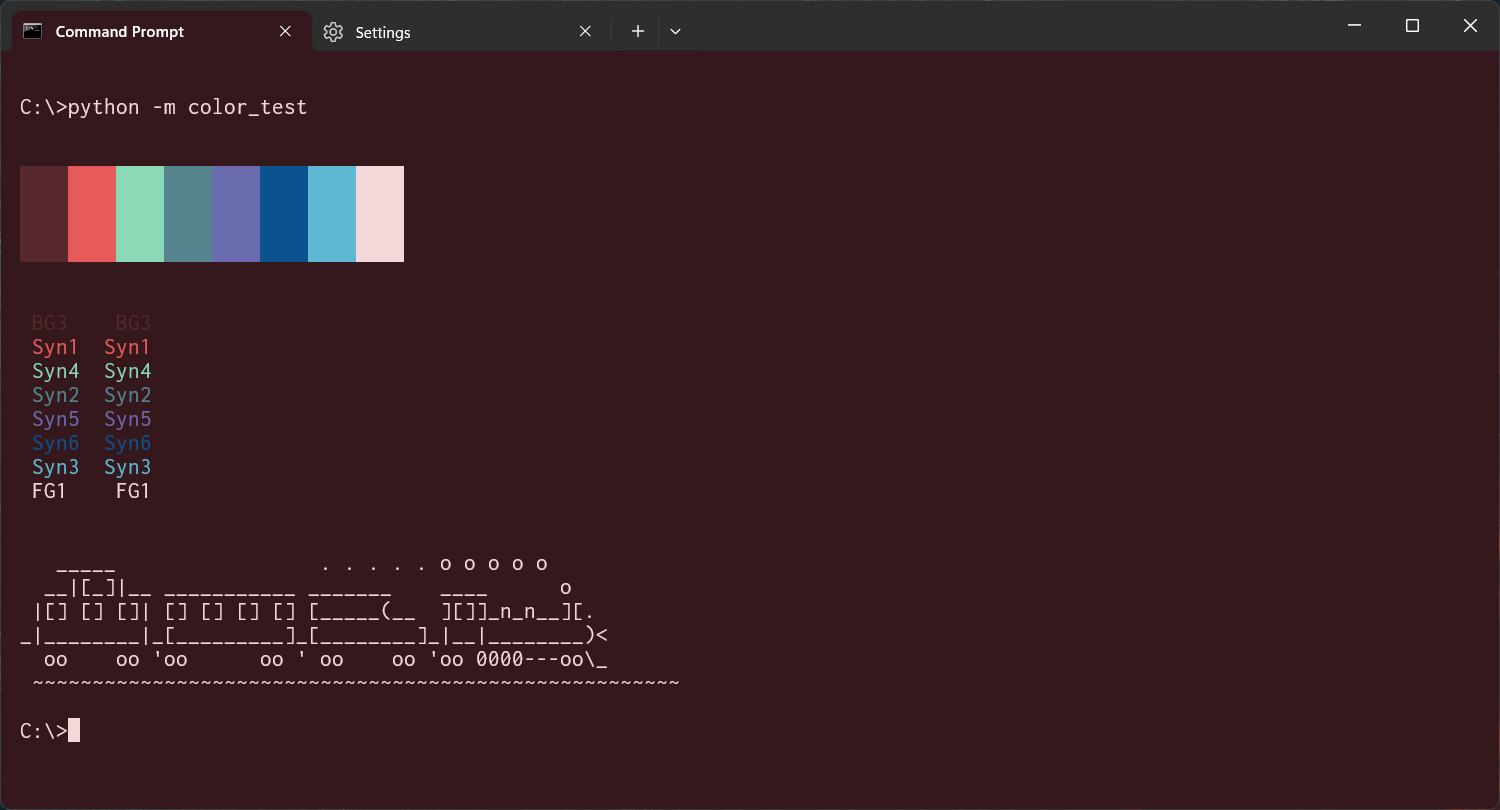 Command Prompt
Settings
C:\>python -m color_test
BG3    BG3
Syn1  Syn1
Syn4  Syn4
Syn2  Syn2
Syn5  Syn5
Syn6  Syn6
Syn3  Syn3
FG1    FG1
   _____                 . . . . . o o o o o
  __|[_]|__ ___________ _______    ____      o
 |[] [] []| [] [] [] [] [_____(__  ][]]_n_n__][.
_|________|_[_________]_[________]_|__|________)<
  oo    oo 'oo      oo ' oo    oo 'oo 0000---oo\_
 ~~~~~~~~~~~~~~~~~~~~~~~~~~~~~~~~~~~~~~~~~~~~~~~~~~~~~~
C:\>